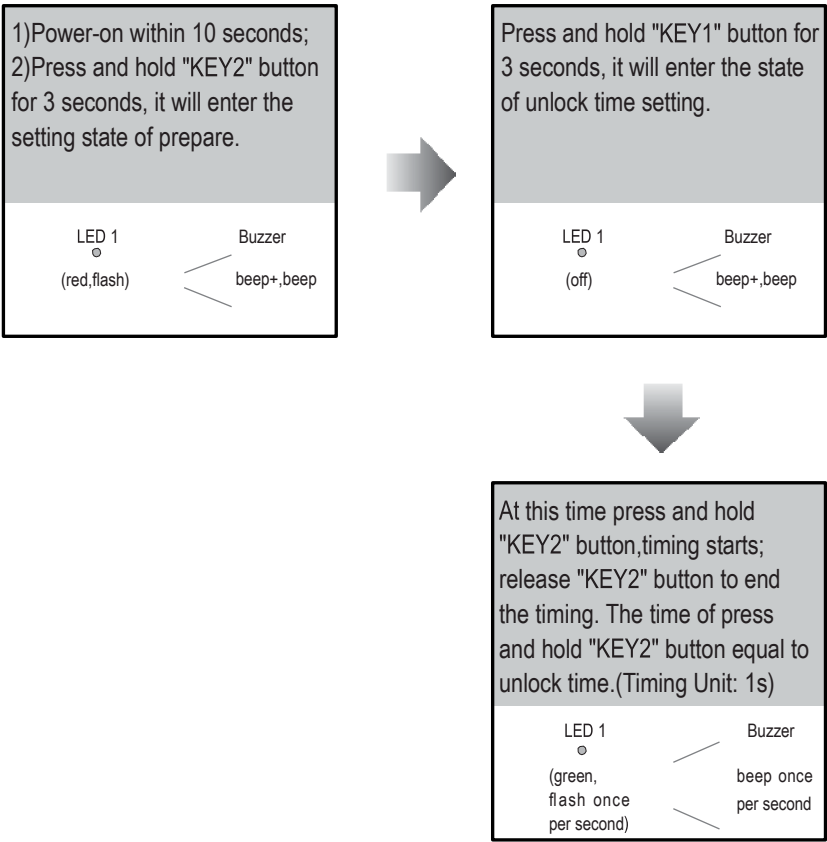 1)Power-on within 10 seconds;
2)Press and hold "KEY2" button
for 3 seconds, it will enter the
setting state of prepare.
LED 1 Buzzer
(red,flash) beep+,beep
Press and hold "KEY1" button for
3 seconds, it will enter the state
of unlock time setting.
LED 1 Buzzer
(off) beep+,beep
At this time press and hold
"KEY2" button,timing starts;
release "KEY2" button to end
the timing. The time of press
and hold "KEY2" button equal to
unlock time.(Timing Unit: 1s)
LED 1 Buzzer
(green, beep once
flash once per second
per second)